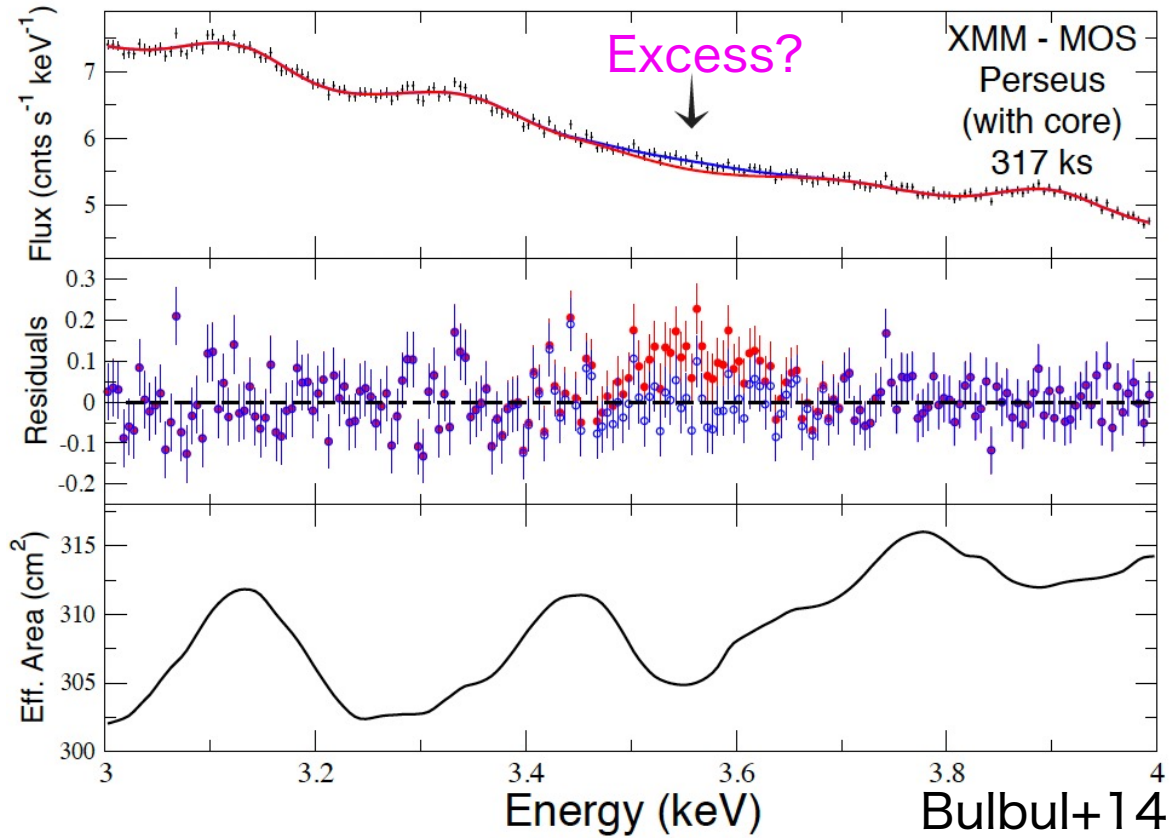 Excess?
XMM - MOS
Perseus
(with core)
317 ks
Flux (cnts s⁻¹ keV⁻¹)
7
6
5
Residuals
0.3
0.2
0.1
0
-0.1
-0.2
Eff. Area (cm²)
315
310
305
300
3 3.2 3.4 3.6 3.8 4
Energy (keV)
Bulbul+14